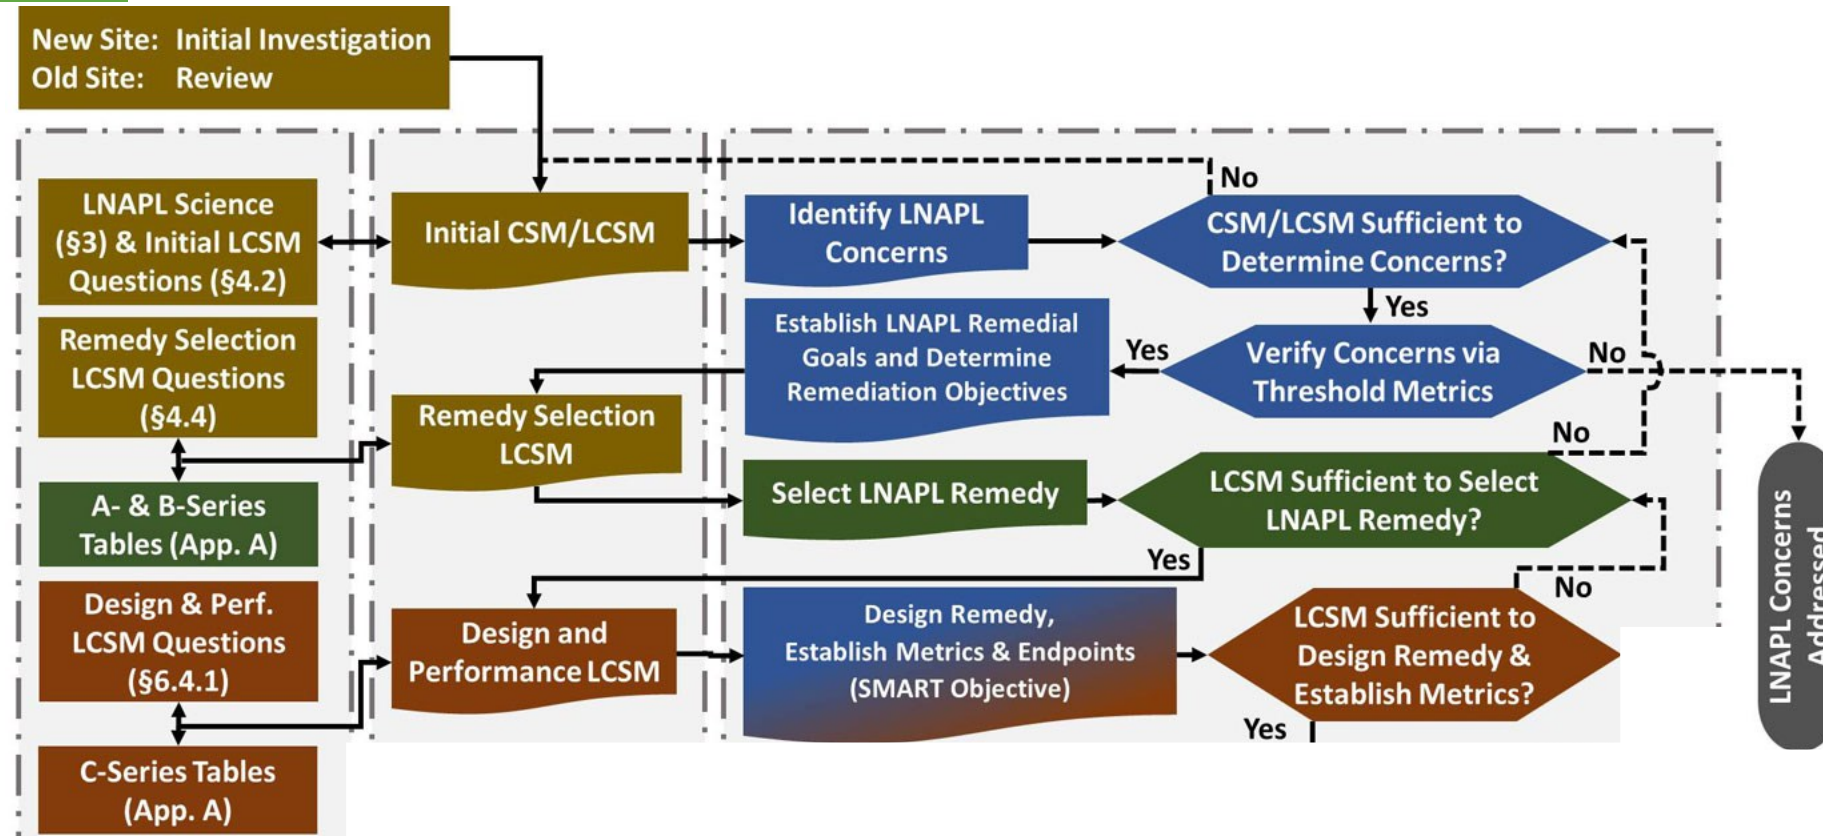 New Site: Initial Investigation
Old Site: Review
LNAPL Science
(§3) & Initial LCSM
Questions (§4.2)
Initial CSM/LCSM
Identify LNAPL
Concerns
No
CSM/LCSM Sufficient to
Determine Concerns?
Yes
Remedy Selection
LCSM Questions
(§4.4)
Establish LNAPL Remedial
Goals and Determine
Remediation Objectives
Yes
Verify Concerns via
Threshold Metrics
No
Remedy Selection
LCSM
No
A- & B-Series
Tables (App. A)
Select LNAPL Remedy
LCSM Sufficient to Select
LNAPL Remedy?
Yes
No
Design & Perf.
LCSM Questions
(§6.4.1)
Design and
Performance LCSM
Design Remedy,
Establish Metrics & Endpoints
(SMART Objective)
LCSM Sufficient to
Design Remedy &
Establish Metrics?
Yes
C-Series Tables
(App. A)
LNAPL Concerns
Addressed